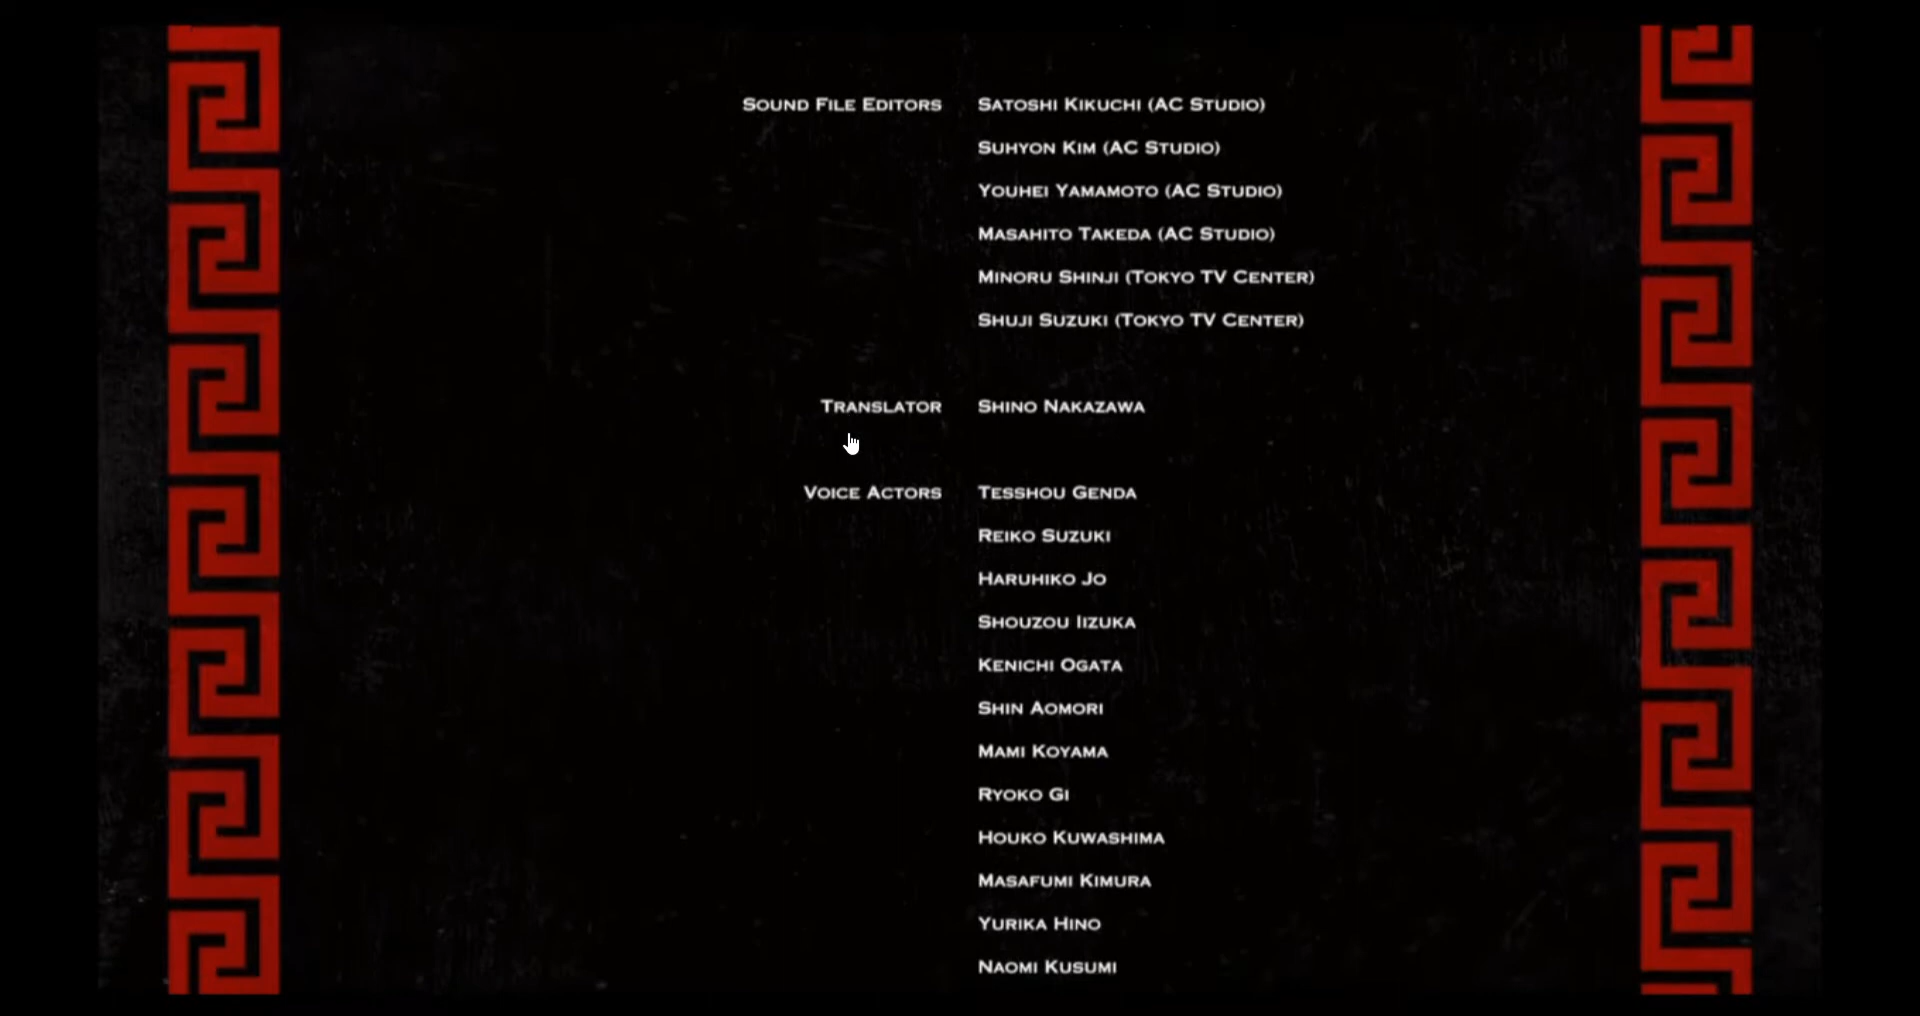 Sound File Editors Satoshi Kikuchi (AC Studio)
Suhyon Kim (AC Studio)
Youhei Yamamoto (AC Studio)
Masahito Takeda (AC Studio)
Minoru Shinji (Tokyo TV Center)
Shuji Suzuki (Tokyo TV Center)
Translator Shino Nakazawa
Voice Actors Tesshou Genda
Reiko Suzuki
Haruhiko Jo
Shouzou Iizuka
Kenichi Ogata
Shin Aomori
Mami Koyama
Ryoko Gi
Houko Kuwashima
Masafumi Kimura
Yurika Hino
Naomi Kusumi